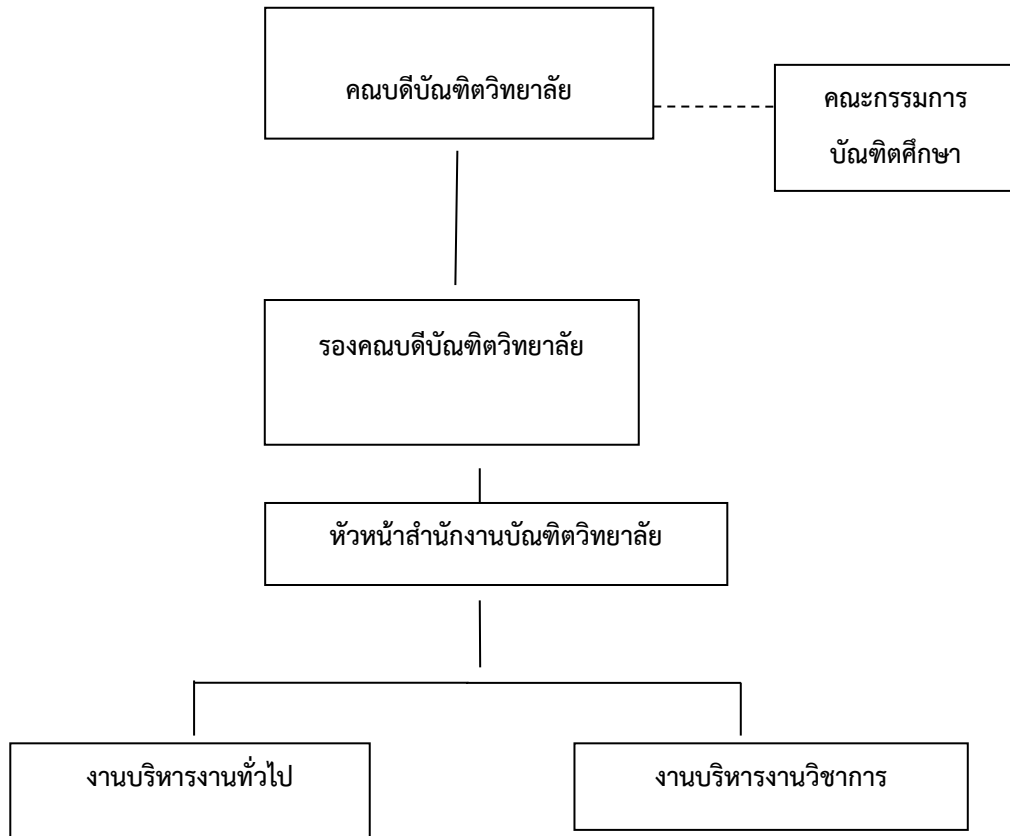 คณบดีบัณฑิตวิทยาลัย
คณะกรรมการ
บัณฑิตศึกษา
รองคณบดีบัณฑิตวิทยาลัย
หัวหน้าสำนักงานบัณฑิตวิทยาลัย
งานบริหารงานทั่วไป
งานบริหารงานวิชาการ